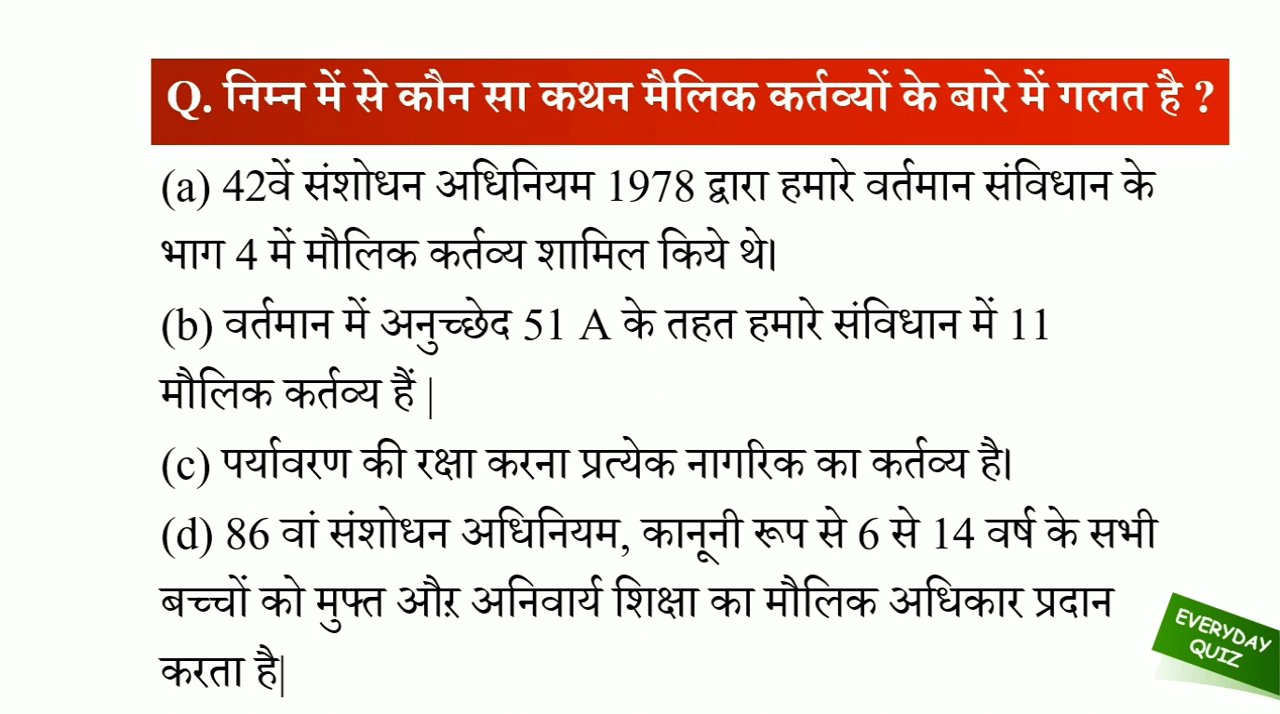 Q. निम्न में से कौन सा कथन मैलिक कर्तव्यों के बारे में गलत है ?
(a) 42वें संशोधन अधिनियम 1978 द्वारा हमारे वर्तमान संविधान के
भाग 4 में मौलिक कर्तव्य शामिल किये थे।
(b) वर्तमान में अनुच्छेद 51 A के तहत हमारे संविधान में 11
मौलिक कर्तव्य हैं |
(c) पर्यावरण की रक्षा करना प्रत्येक नागरिक का कर्तव्य है।
(d) 86 वां संशोधन अधिनियम, कानूनी रूप से 6 से 14 वर्ष के सभी
बच्चों को मुफ्त औऱ अनिवार्य शिक्षा का मौलिक अधिकार प्रदान
करता है|
EVERYDAY
QUIZ